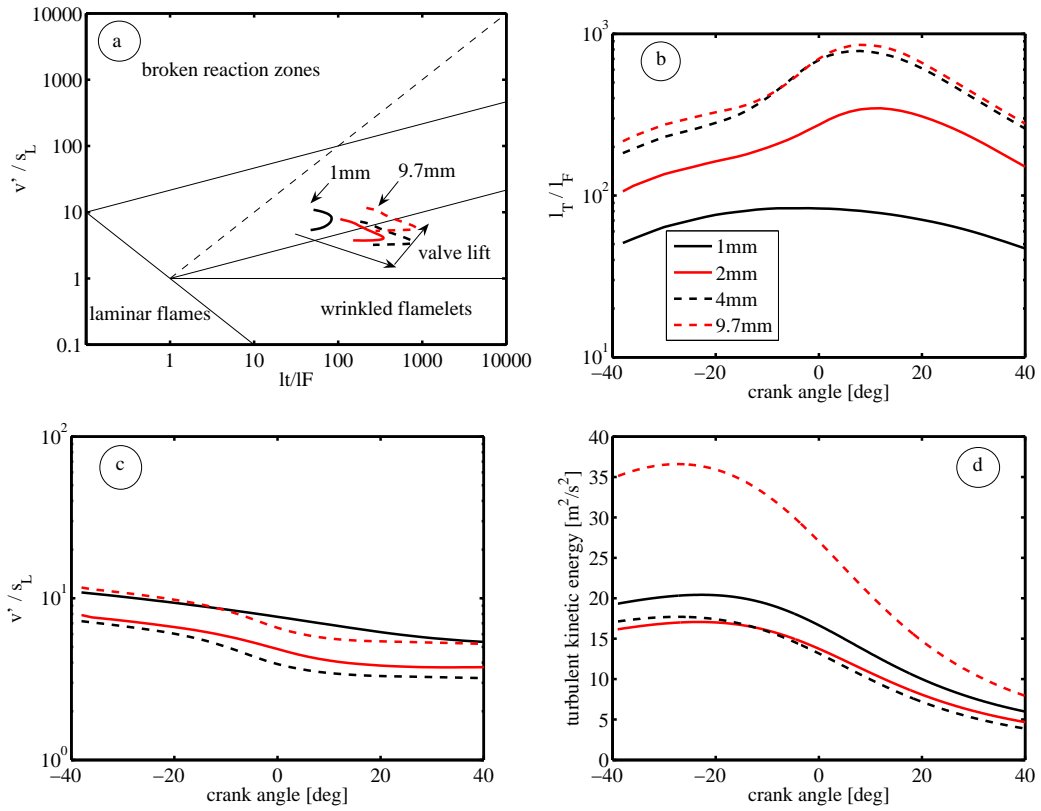 a
10000
1000
100
10
1
0.1
v' / s_L
broken reaction zones
1mm
9.7mm
valve lift
laminar flames
wrinkled flamelets
1
10
100
1000
10000
lt/lF
b
10^3
10^2
10^1
l_T / l_F
1mm
2mm
4mm
9.7mm
−40
−20
0
20
40
crank angle [deg]
c
10^2
10^1
10^0
v' / s_L
−40
−20
0
20
40
crank angle [deg]
d
40
35
30
25
20
15
10
5
0
turbulent kinetic energy [m^2/s^2]
−40
−20
0
20
40
crank angle [deg]